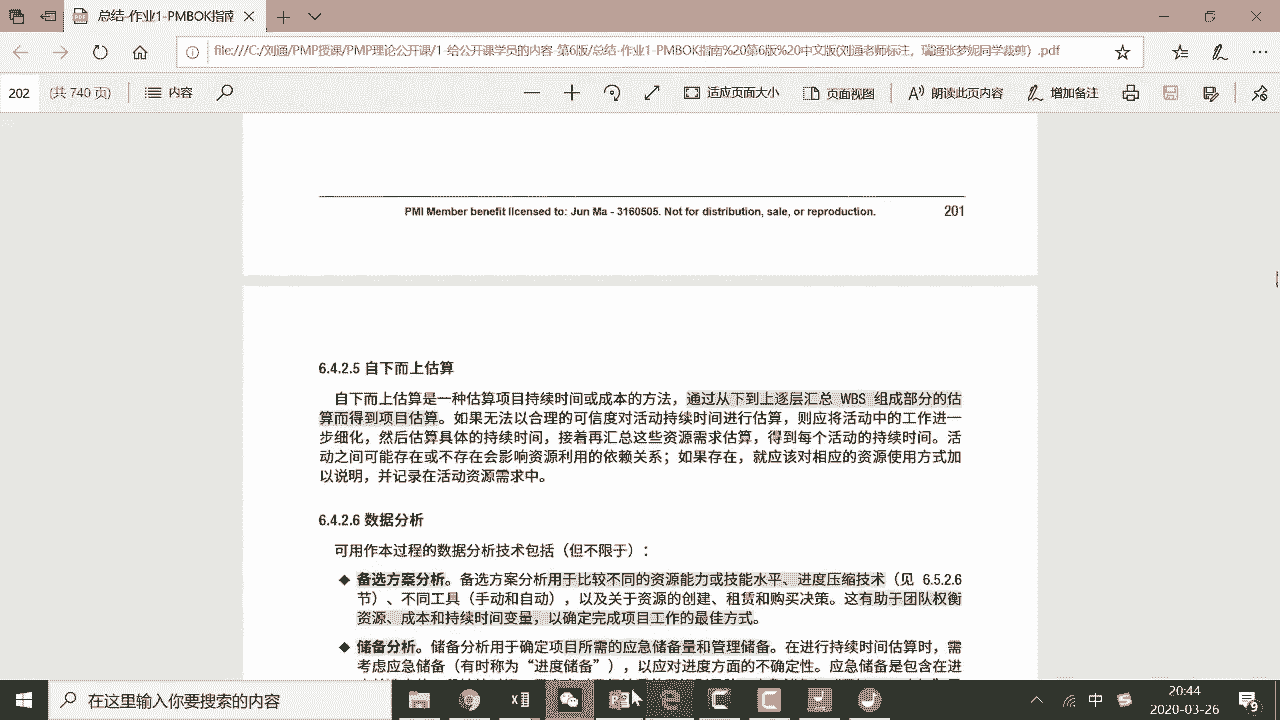 总结-作业1-PMBOK指南
file:///C:/刘通/PMP授课/PMP理论公开课/1-给公开课学员的内容-第6版/总结-作业1-PMBOK指南%20第6版%20中文版(刘通老师标注，瑞通张梦妮同学裁剪）.pdf
202 (共 740 页) 内容 适应页面大小 页面视图 朗读此页内容 增加备注
PMI Member benefit licensed to: Jun Ma - 3160505. Not for distribution, sale, or reproduction. 201
6.4.2.5 自下而上估算
自下而上估算是一种估算项目持续时间或成本的方法，通过从下到上逐层汇总 WBS 组成部分的估
算而得到项目估算。如果无法以合理的可信度对活动持续时间进行估算，则应将活动中的工作进一
步细化，然后估算具体的持续时间，接着再汇总这些资源需求估算，得到每个活动的持续时间。活
动之间可能存在或不存在会影响资源利用的依赖关系；如果存在，就应该对相应的资源使用方式加
以说明，并记录在活动资源需求中。
6.4.2.6 数据分析
可用作本过程的数据分析技术包括（但不限于）：
◆ 备选方案分析。备选方案分析用于比较不同的资源能力或技能水平、进度压缩技术（见 6.5.2.6
节）、不同工具（手动和自动），以及关于资源的创建、租赁和购买决策。这有助于团队权衡
资源、成本和持续时间变量，以确定完成项目工作的最佳方式。
◆ 储备分析。储备分析用于确定项目所需的应急储备量和管理储备。在进行持续时间估算时，需
考虑应急储备（有时称为“进度储备”），以应对进度方面的不确定性。应急储备是包含在进
在这里输入你要搜索的内容
中
20:44
2020-03-26
9